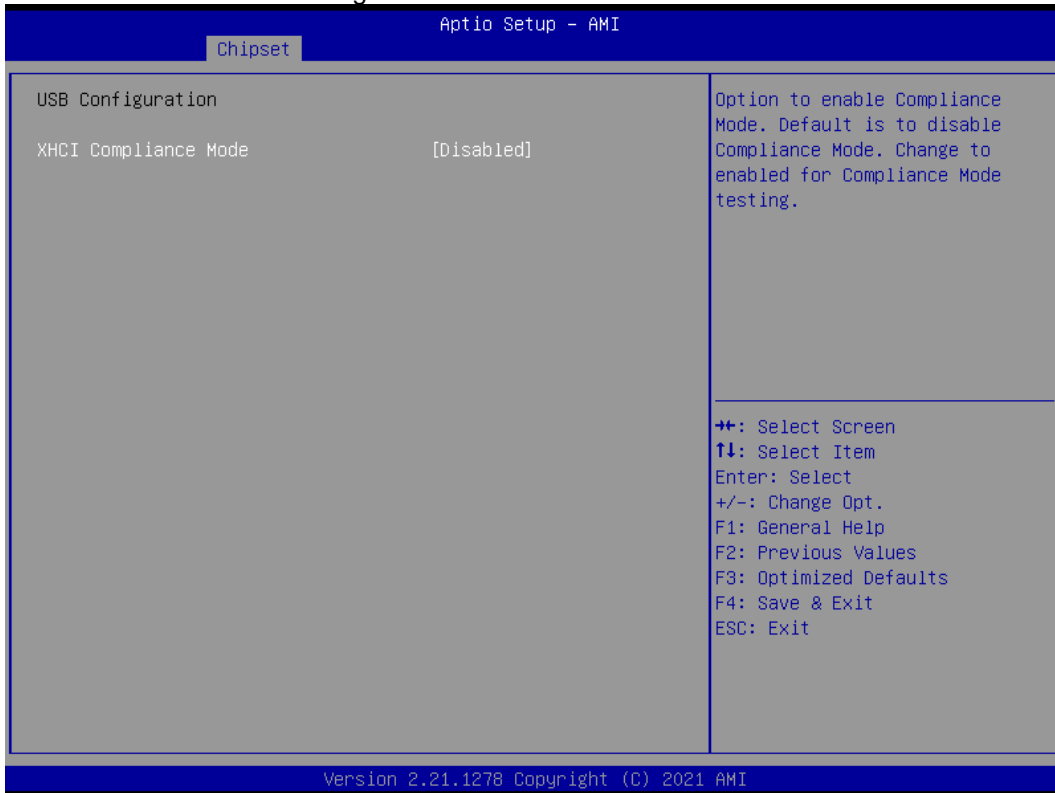 Aptio Setup - AMI
Chipset
USB Configuration
XHCI Compliance Mode [Disabled]
Option to enable Compliance
Mode. Default is to disable
Compliance Mode. Change to
enabled for Compliance Mode
testing.
→←: Select Screen
↑↓: Select Item
Enter: Select
+/-: Change Opt.
F1: General Help
F2: Previous Values
F3: Optimized Defaults
F4: Save & Exit
ESC: Exit
Version 2.21.1278 Copyright (C) 2021 AMI